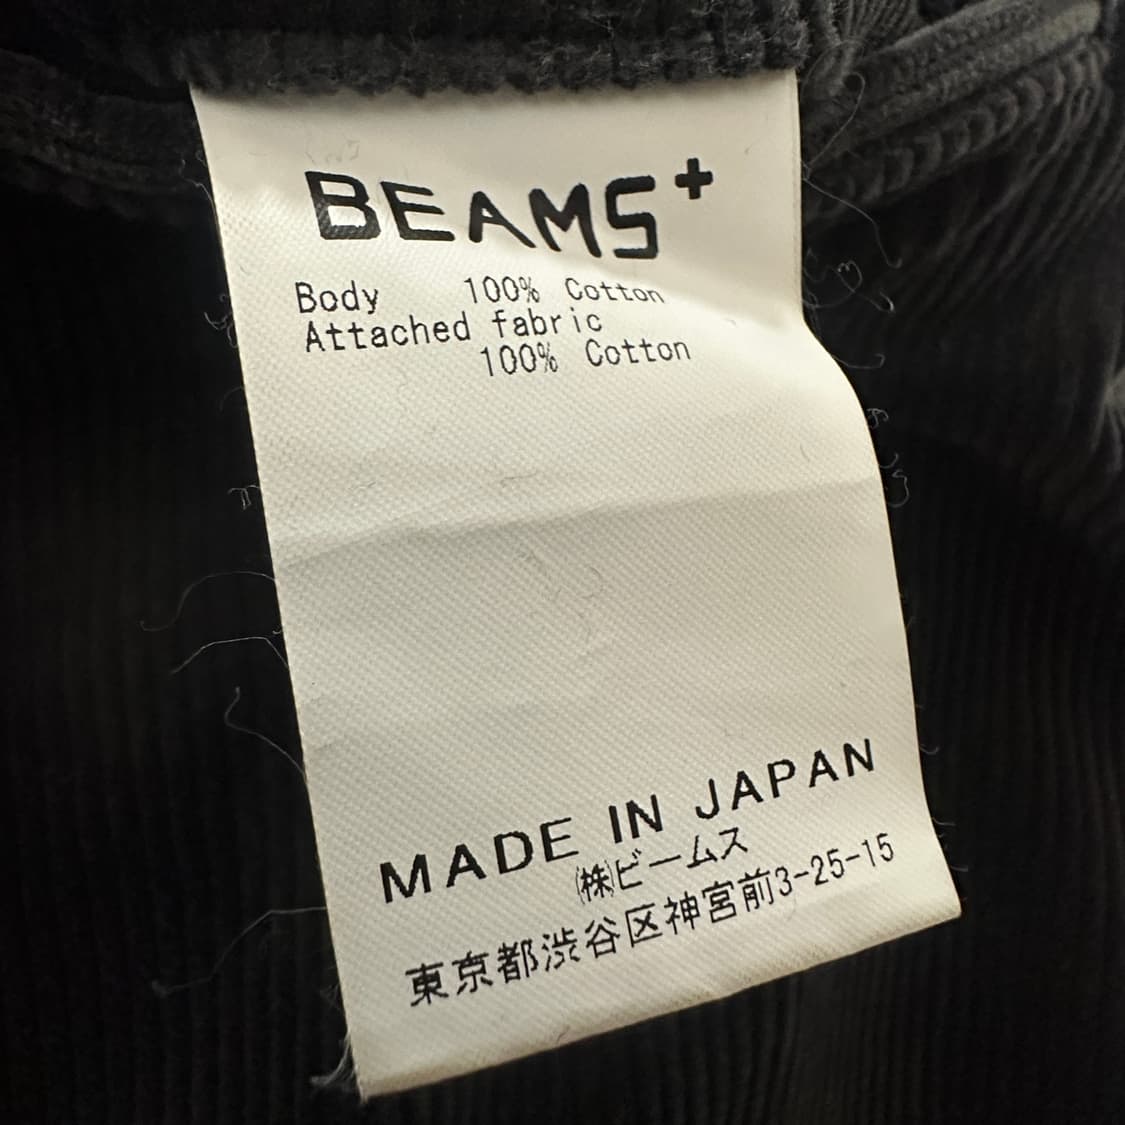 BEAMS+
Body 100% Cotton
Attached fabric
100% Cotton
MADE IN JAPAN
㈱ビームス
東京都渋谷区神宮前3-25-15